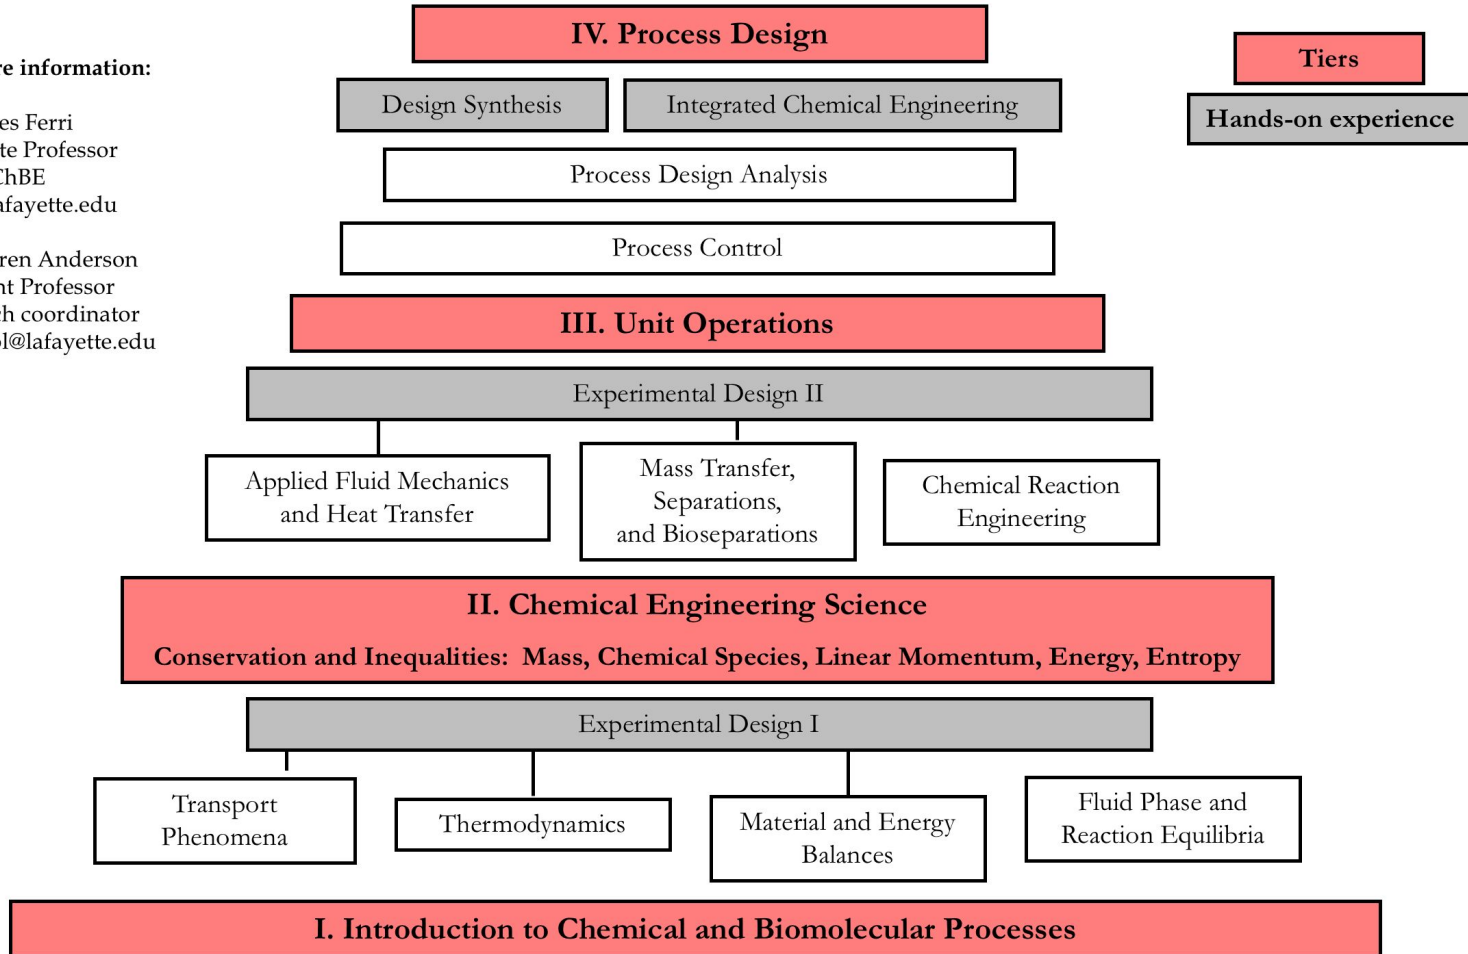 IV. Process Design
Tiers
re information:
Design Synthesis
Integrated Chemical Engineering
Hands-on experience
es Ferri
te Professor
ChBE
afayette.edu
Process Design Analysis
Process Control
ren Anderson
nt Professor
ch coordinator
ol@lafayette.edu
III. Unit Operations
Experimental Design II
Applied Fluid Mechanics
and Heat Transfer
Mass Transfer,
Separations,
and Bioseparations
Chemical Reaction
Engineering
II. Chemical Engineering Science
Conservation and Inequalities: Mass, Chemical Species, Linear Momentum, Energy, Entropy
Experimental Design I
Transport
Phenomena
Thermodynamics
Material and Energy
Balances
Fluid Phase and
Reaction Equilibria
I. Introduction to Chemical and Biomolecular Processes